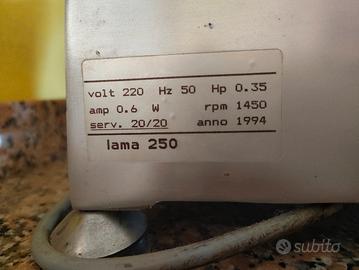 volt 220 Hz 50 Hp 0.35
amp 0.6 W rpm 1450
serv. 20/20 anno 1994
lama 250
subito